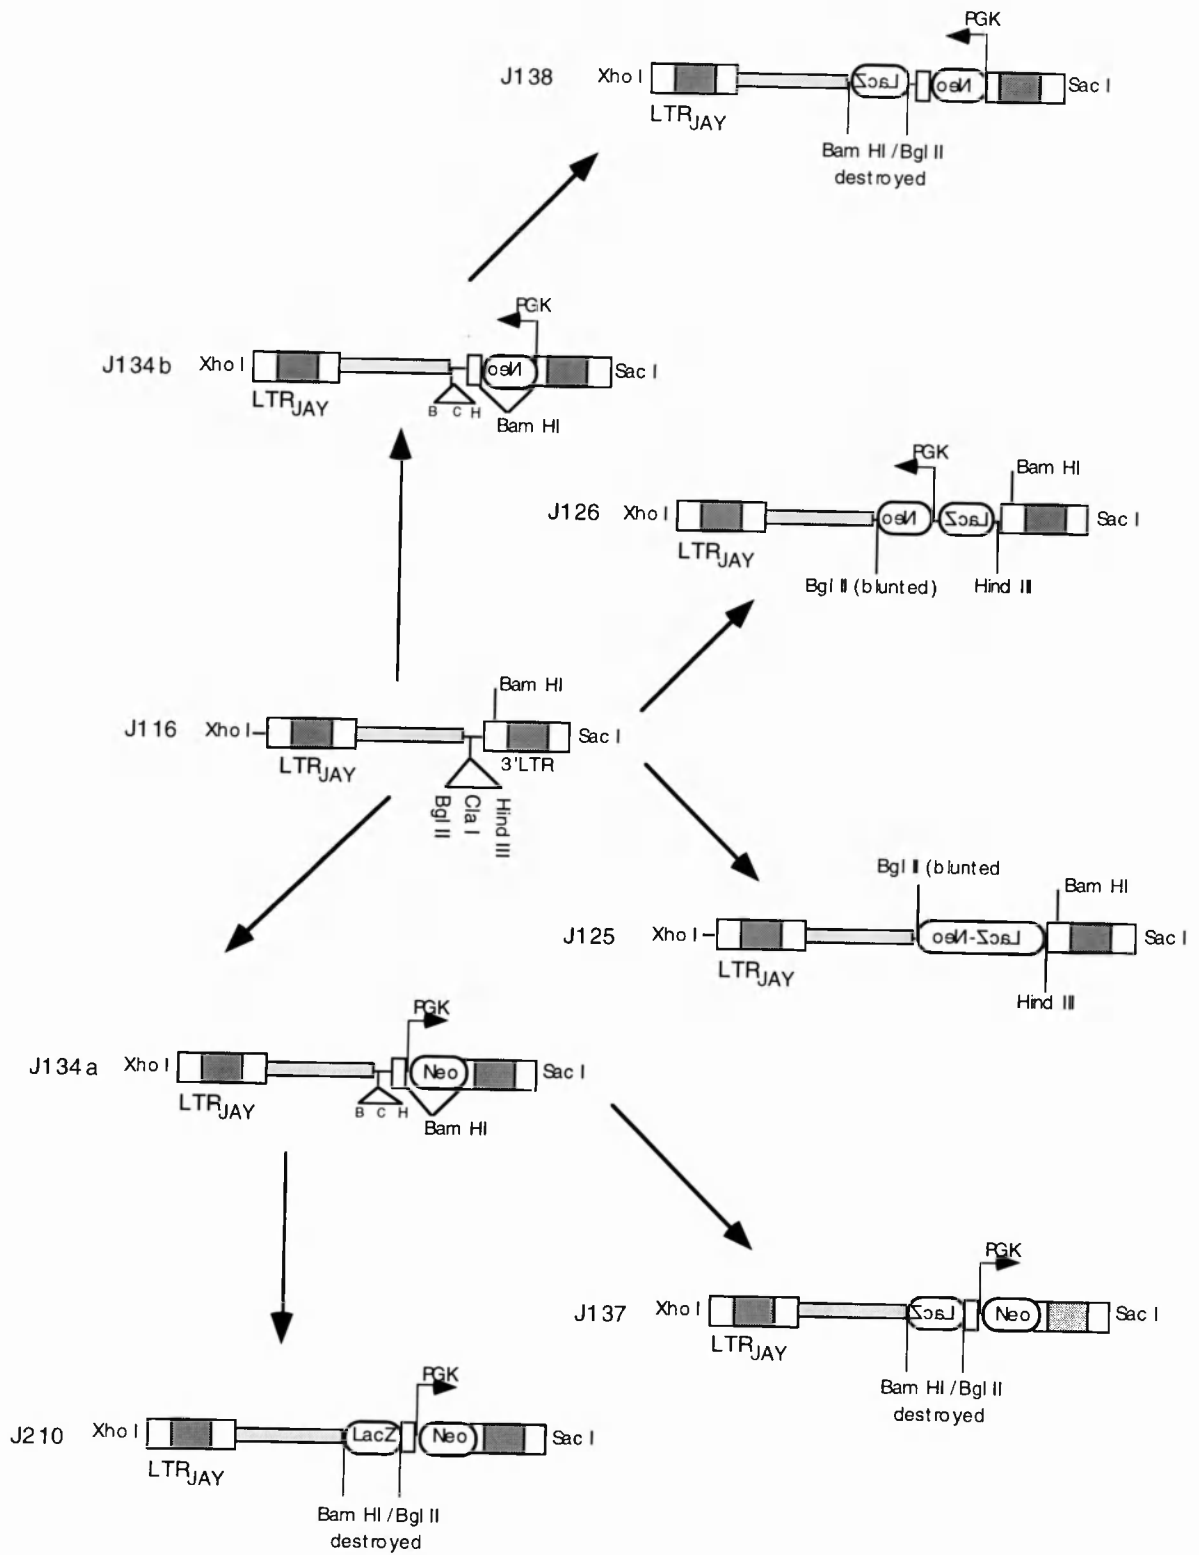 PGK
J138
Xho I
LacZ
Neo
Sac I
LTRJAY
Bam HI / Bgl II
destroyed
PGK
J134b
Xho I
Neo
Sac I
LTRJAY
B C H
Bam HI
PGK
Bam HI
J126
Xho I
Neo
LacZ
Sac I
LTRJAY
Bgl II (blunted)
Hind III
Bam HI
J116
Xho I
Sac I
LTRJAY
3'LTR
Bgl II
Cla I
Hind III
Bgl II (blunted
Bam HI
J125
Xho I
LacZ-Neo
Sac I
LTRJAY
Hind III
PGK
J134a
Xho I
Neo
Sac I
LTRJAY
B C H
Bam HI
PGK
J137
Xho I
LacZ
Neo
Sac I
LTRJAY
Bam HI / Bgl II
destroyed
PGK
J210
Xho I
LacZ
Neo
Sac I
LTRJAY
Bam HI / Bgl II
destroyed